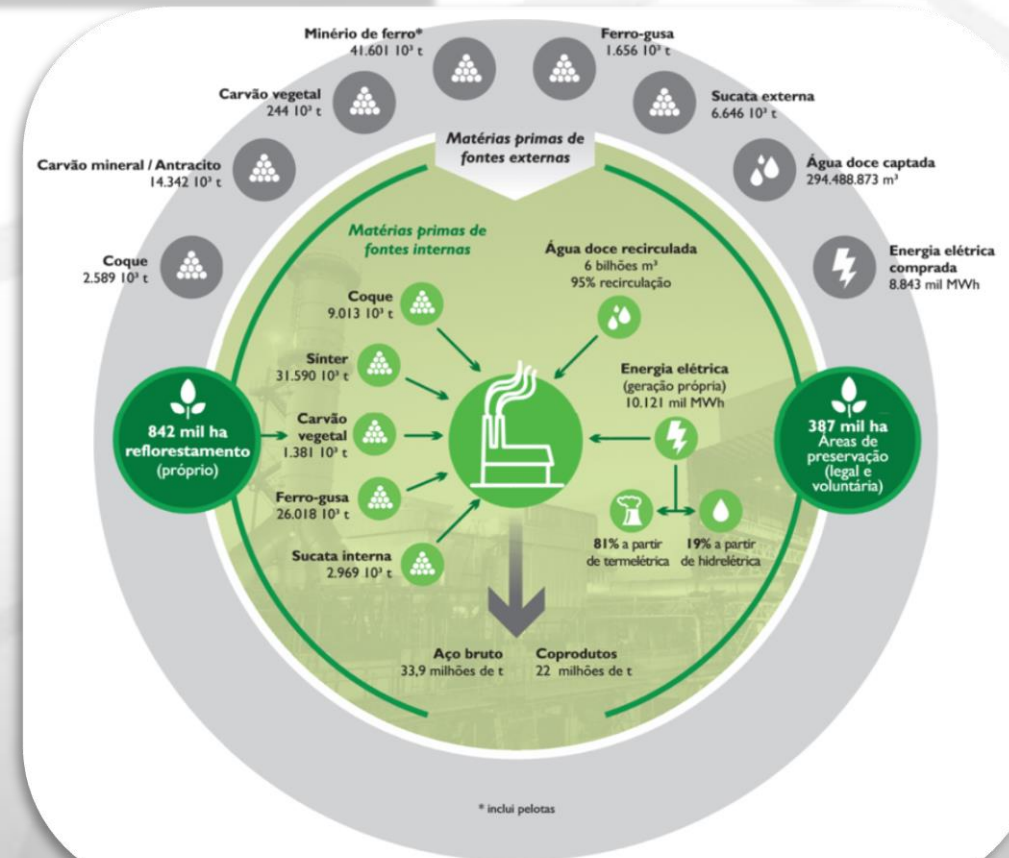 Minério de ferro*
41.601 10³ t
Ferro-gusa
1.656 10³ t
Carvão vegetal
244 10³ t
Sucata externa
6.646 10³ t
Carvão mineral / Antracito
14.342 10³ t
Água doce captada
294.488.873 m³
Coque
2.589 10³ t
Energia elétrica
comprada
8.843 mil MWh
Matérias primas de
fontes externas
Matérias primas de
fontes internas
Água doce recirculada
6 bilhões m³
95% recirculação
Coque
9.013 10³ t
Sínter
31.590 10³ t
Carvão
vegetal
1.381 10³ t
Ferro-gusa
26.018 10³ t
Sucata interna
2.969 10³ t
Energia elétrica
(geração própria)
10.121 mil MWh
81% a partir
de termelétrica
19% a partir
de hidrelétrica
842 mil ha
reflorestamento
(próprio)
387 mil ha
Áreas de
preservação
(legal e
voluntária)
Aço bruto
33,9 milhões de t
Coprodutos
22 milhões de t
* inclui pelotas